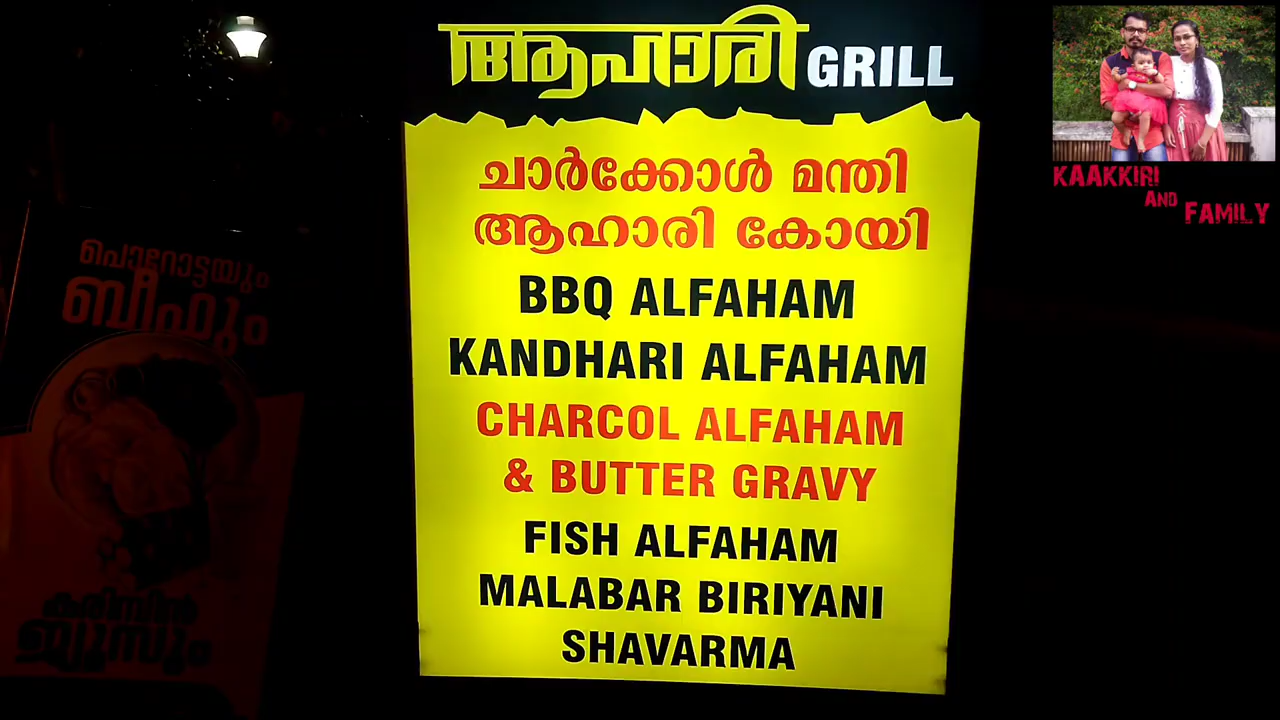 ആഹാരി GRILL
ചാർക്കോൾ മന്തി
ആഹാരി കോയി
BBQ ALFAHAM
KANDHARI ALFAHAM
CHARCOL ALFAHAM
& BUTTER GRAVY
FISH ALFAHAM
MALABAR BIRIYANI
SHAVARMA
പൊറോട്ടയും
ബീഫും
കരിമ്പിൻ
ജ്യൂസും
KAAKKIRI
AND
FAMILY